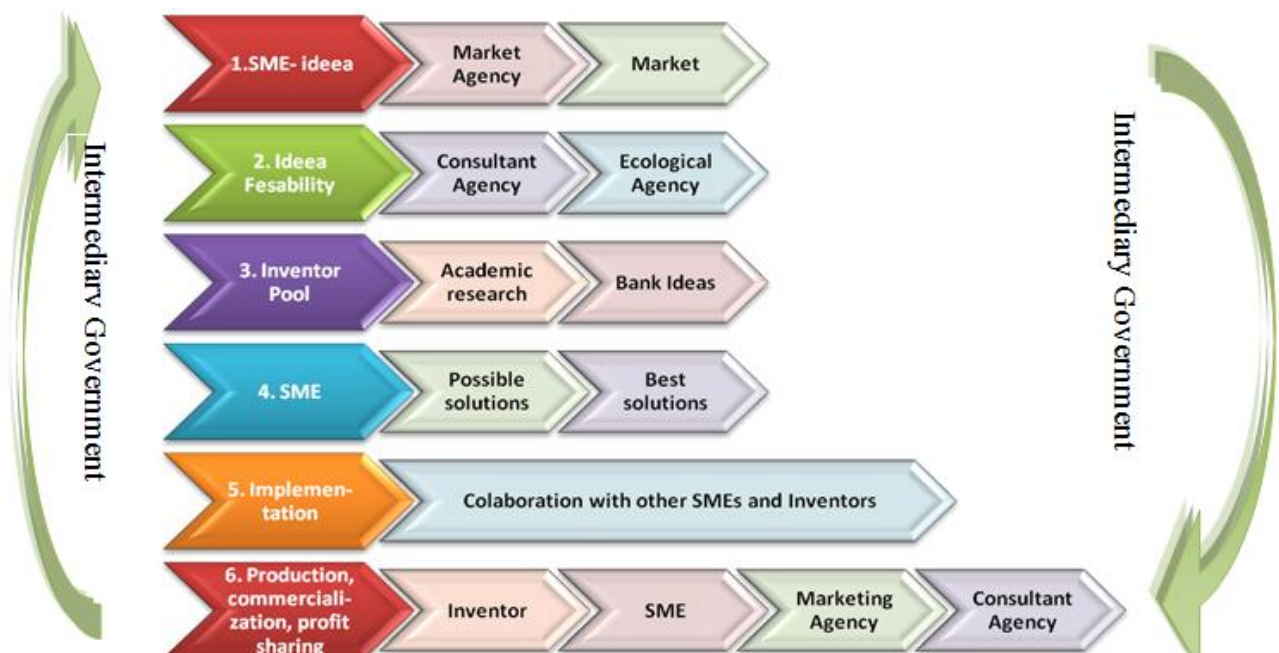 1.SME- ideea
Market
Agency
Market
2. Ideea
Fesability
Consultant
Agency
Ecological
Agency
3. Inventor
Pool
Academic
research
Bank Ideas
4. SME
Possible
solutions
Best
solutions
5. Implemen-
tation
Colaboration with other SMEs and Inventors
6. Production,
commerciali-
zation, profit
sharing
Inventor
SME
Marketing
Agency
Consultant
Agency
Intermediary Government
Intermediary Government